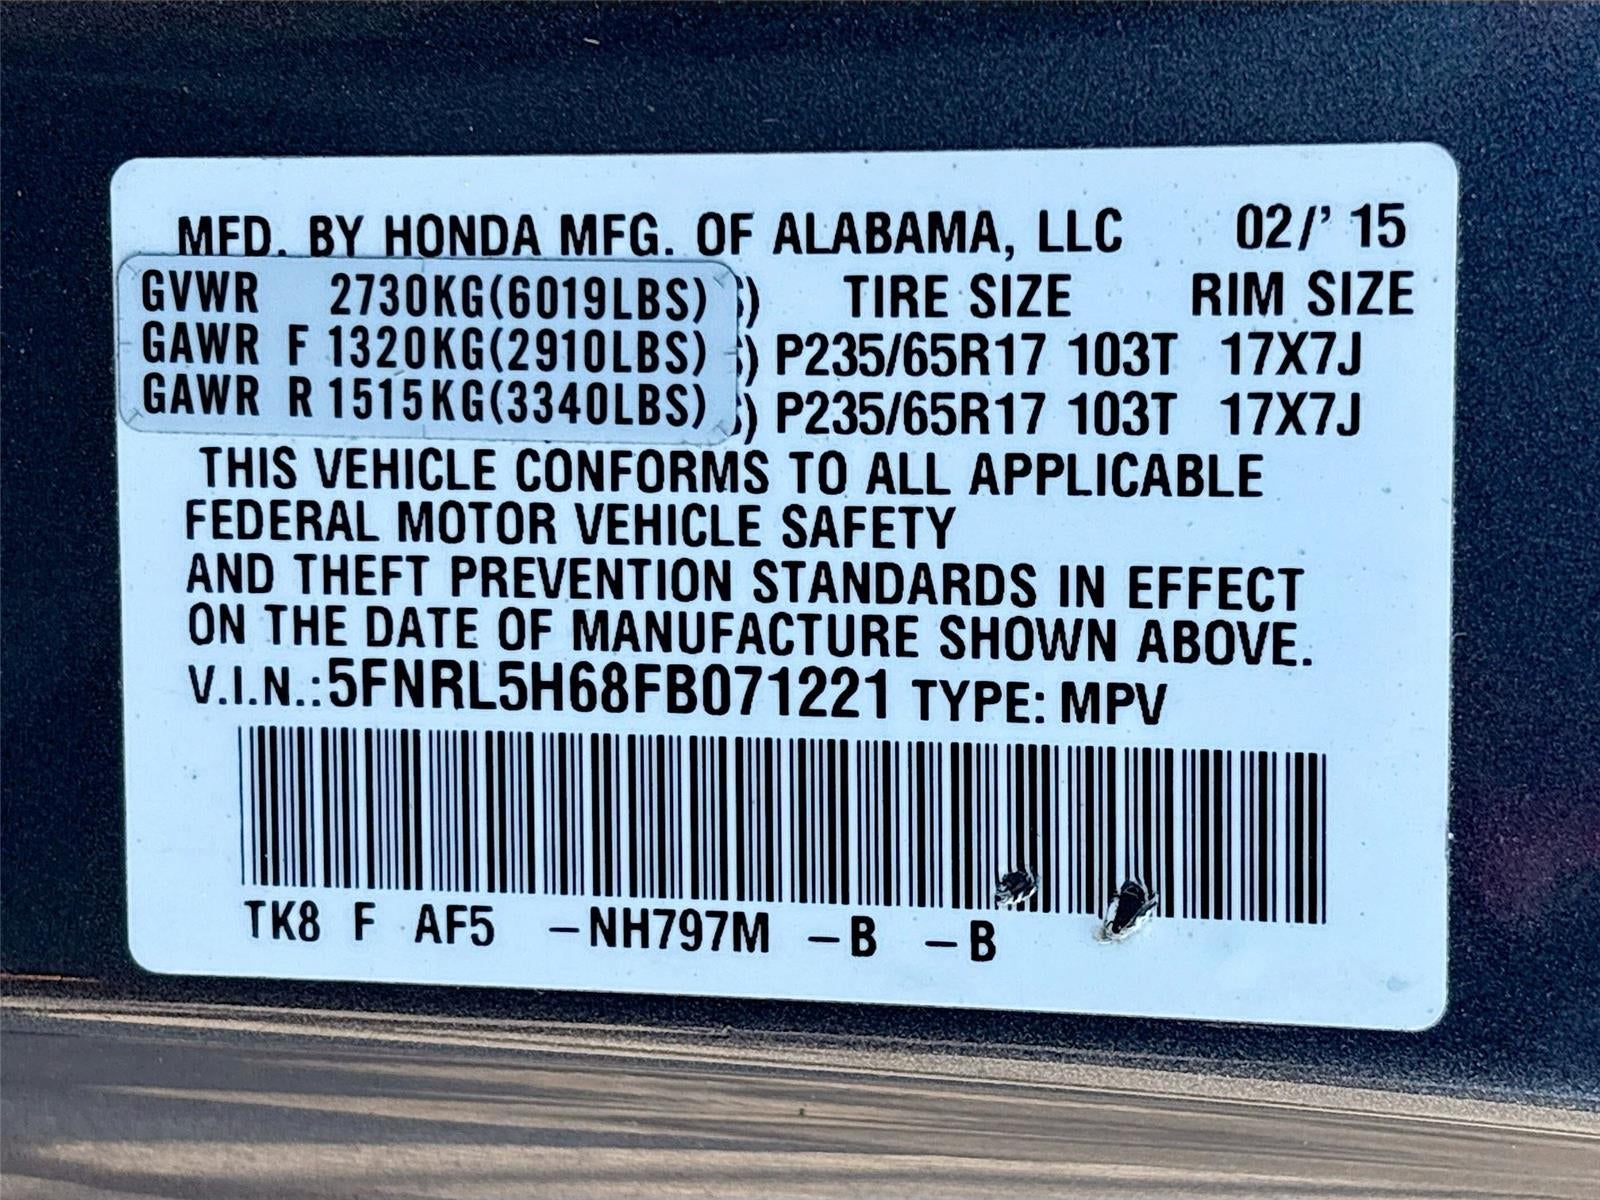 MFD. BY HONDA MFG. OF ALABAMA, LLC 02/' 15
GVWR 2730KG(6019LBS) ) TIRE SIZE RIM SIZE
GAWR F 1320KG(2910LBS) ) P235/65R17 103T 17X7J
GAWR R 1515KG(3340LBS) ) P235/65R17 103T 17X7J
THIS VEHICLE CONFORMS TO ALL APPLICABLE
FEDERAL MOTOR VEHICLE SAFETY
AND THEFT PREVENTION STANDARDS IN EFFECT
ON THE DATE OF MANUFACTURE SHOWN ABOVE.
V.I.N.:5FNRL5H68FB071221 TYPE: MPV
TK8 F AF5 –NH797M –B –B